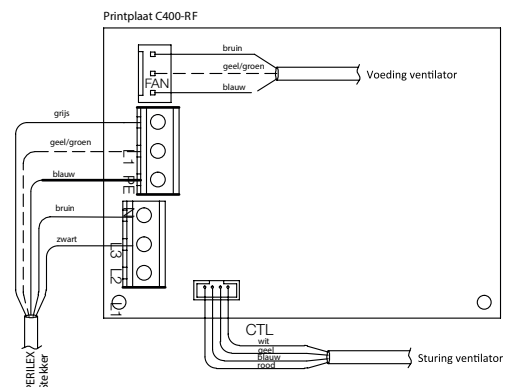 Printplaat C400-RF
bruin
geel/groen
blauw
FAN
Voeding ventilator
grijs
geel/groen
blauw
bruin
zwart
L1
PE
N
L3
L2
L1
CTL
wit
geel
blauw
rood
Sturing ventilator
PERILEX
Stekker